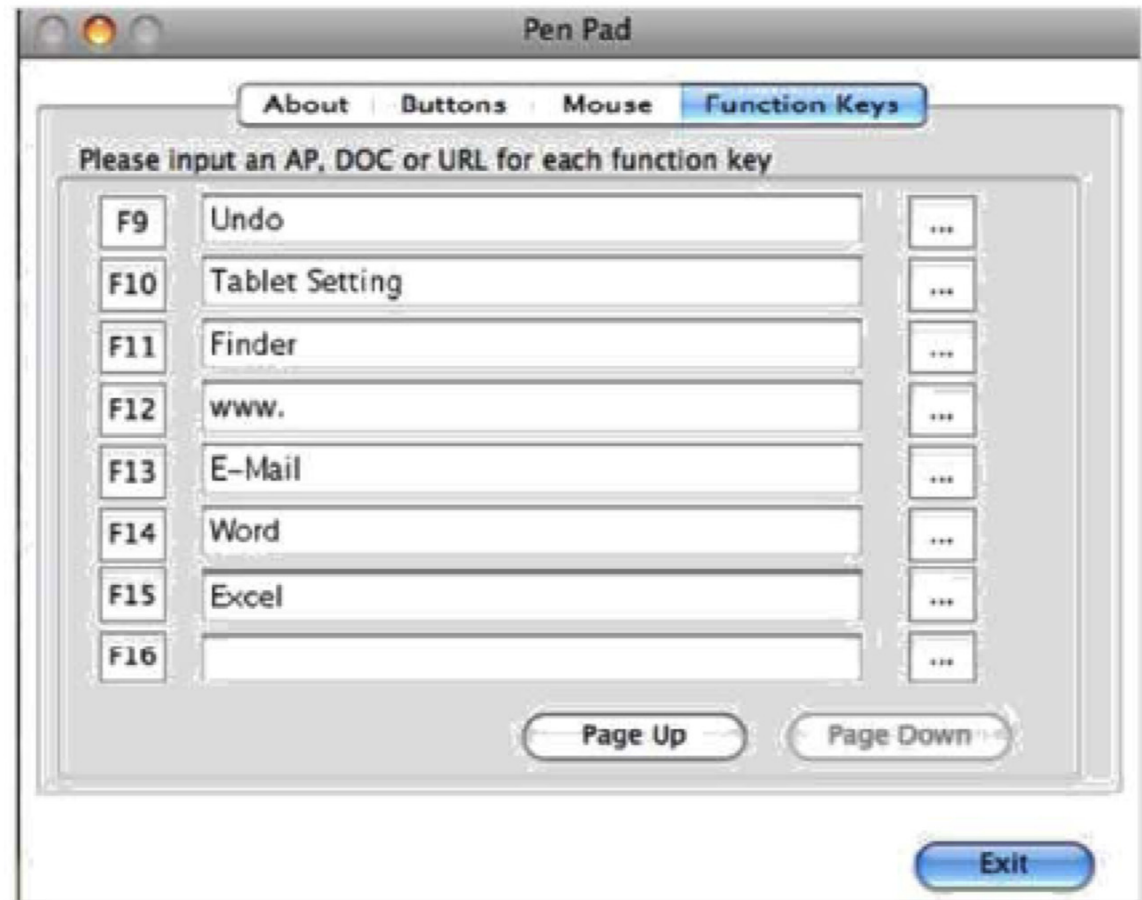 Pen Pad
About Buttons Mouse Function Keys
Please input an AP, DOC or URL for each function key
F9 Undo ...
F10 Tablet Setting ...
F11 Finder ...
F12 www. ...
F13 E-Mail ...
F14 Word ...
F15 Excel ...
F16 ...
Page Up Page Down
Exit